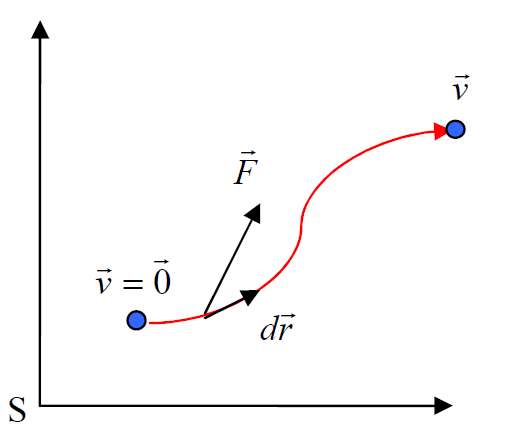 v⃗
F⃗
v⃗ = 0⃗
dr⃗
S